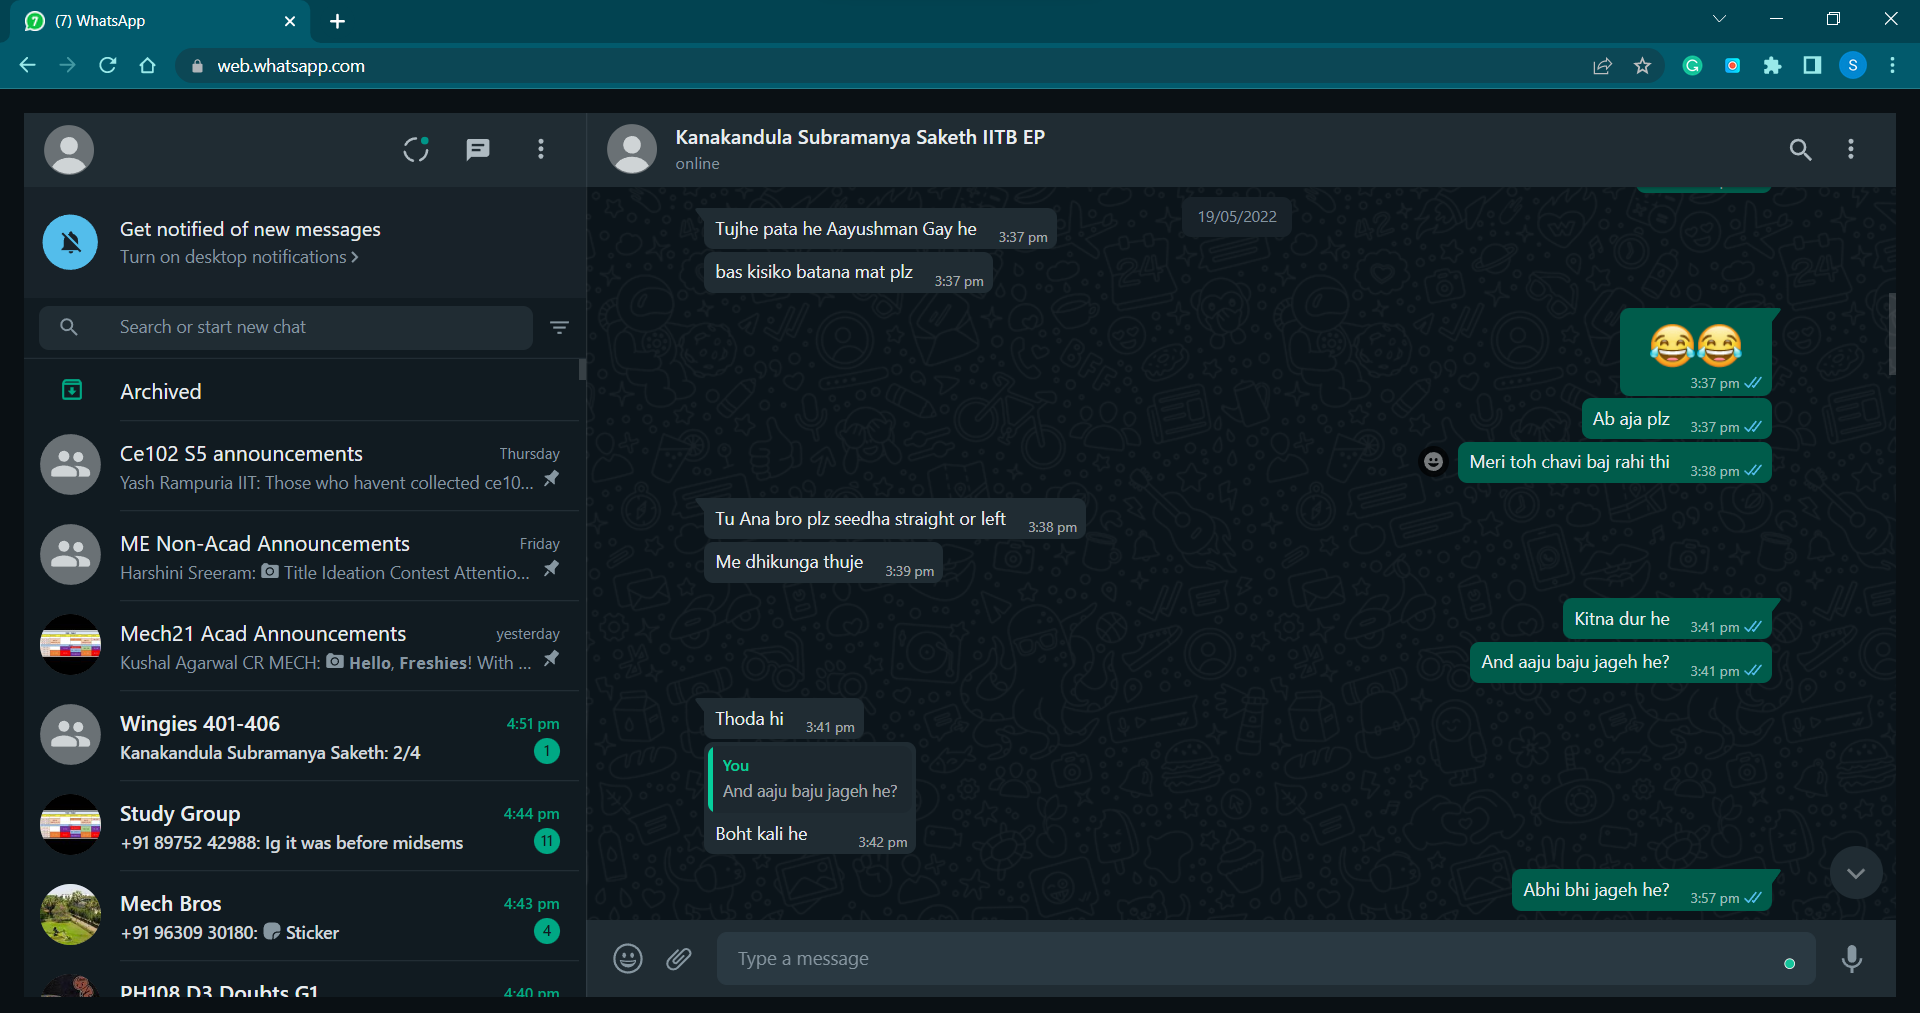 (7) WhatsApp
web.whatsapp.com
S
Get notified of new messages
Turn on desktop notifications >
Search or start new chat
Archived
Ce102 S5 announcements
Thursday
Yash Rampuria IIT: Those who havent collected ce10...
ME Non-Acad Announcements
Friday
Harshini Sreeram: 📷 Title Ideation Contest Attentio...
Mech21 Acad Announcements
yesterday
Kushal Agarwal CR MECH: 📷 Hello, Freshies! With ...
Wingies 401-406
4:51 pm
Kanakandula Subramanya Saketh: 2/4
1
Study Group
4:44 pm
+91 89752 42988: Ig it was before midsems
11
Mech Bros
4:43 pm
+91 96309 30180: Sticker
4
PH108 D3 Doubts G1
4:40 pm
Kanakandula Subramanya Saketh IITB EP
online
19/05/2022
Tujhe pata he Aayushman Gay he 3:37 pm
bas kisiko batana mat plz 3:37 pm
😂😂
3:37 pm
Ab aja plz 3:37 pm
Meri toh chavi baj rahi thi 3:38 pm
Tu Ana bro plz seedha straight or left 3:38 pm
Me dhikunga thuje 3:39 pm
Kitna dur he 3:41 pm
And aaju baju jageh he? 3:41 pm
Thoda hi 3:41 pm
You
And aaju baju jageh he?
Boht kali he 3:42 pm
Abhi bhi jageh he? 3:57 pm
Type a message